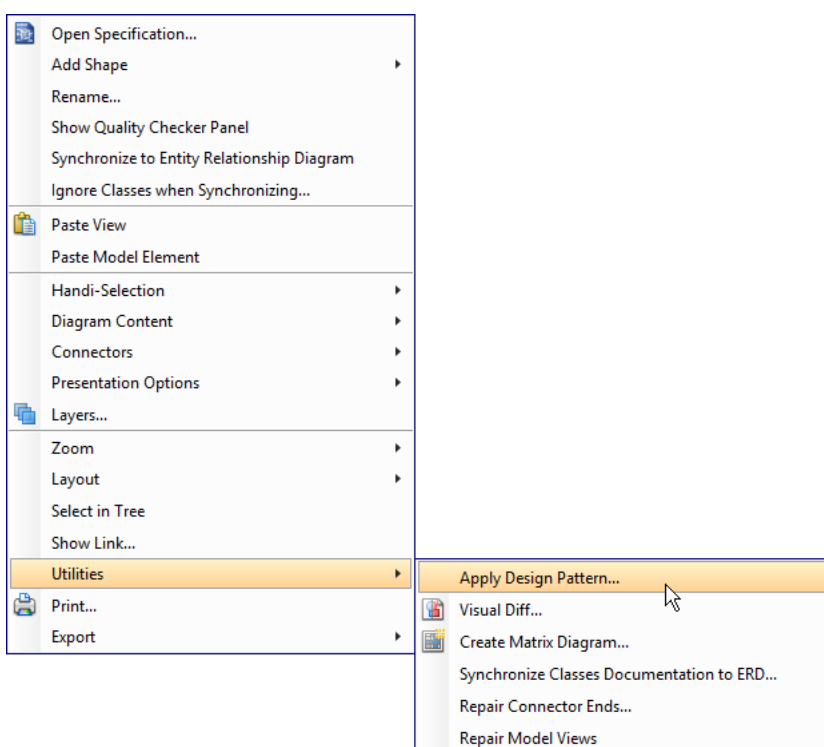 Open Specification...
Add Shape
Rename...
Show Quality Checker Panel
Synchronize to Entity Relationship Diagram
Ignore Classes when Synchronizing...
Paste View
Paste Model Element
Handi-Selection
Diagram Content
Connectors
Presentation Options
Layers...
Zoom
Layout
Select in Tree
Show Link...
Utilities
Print...
Export
Apply Design Pattern...
Visual Diff...
Create Matrix Diagram...
Synchronize Classes Documentation to ERD...
Repair Connector Ends...
Repair Model Views